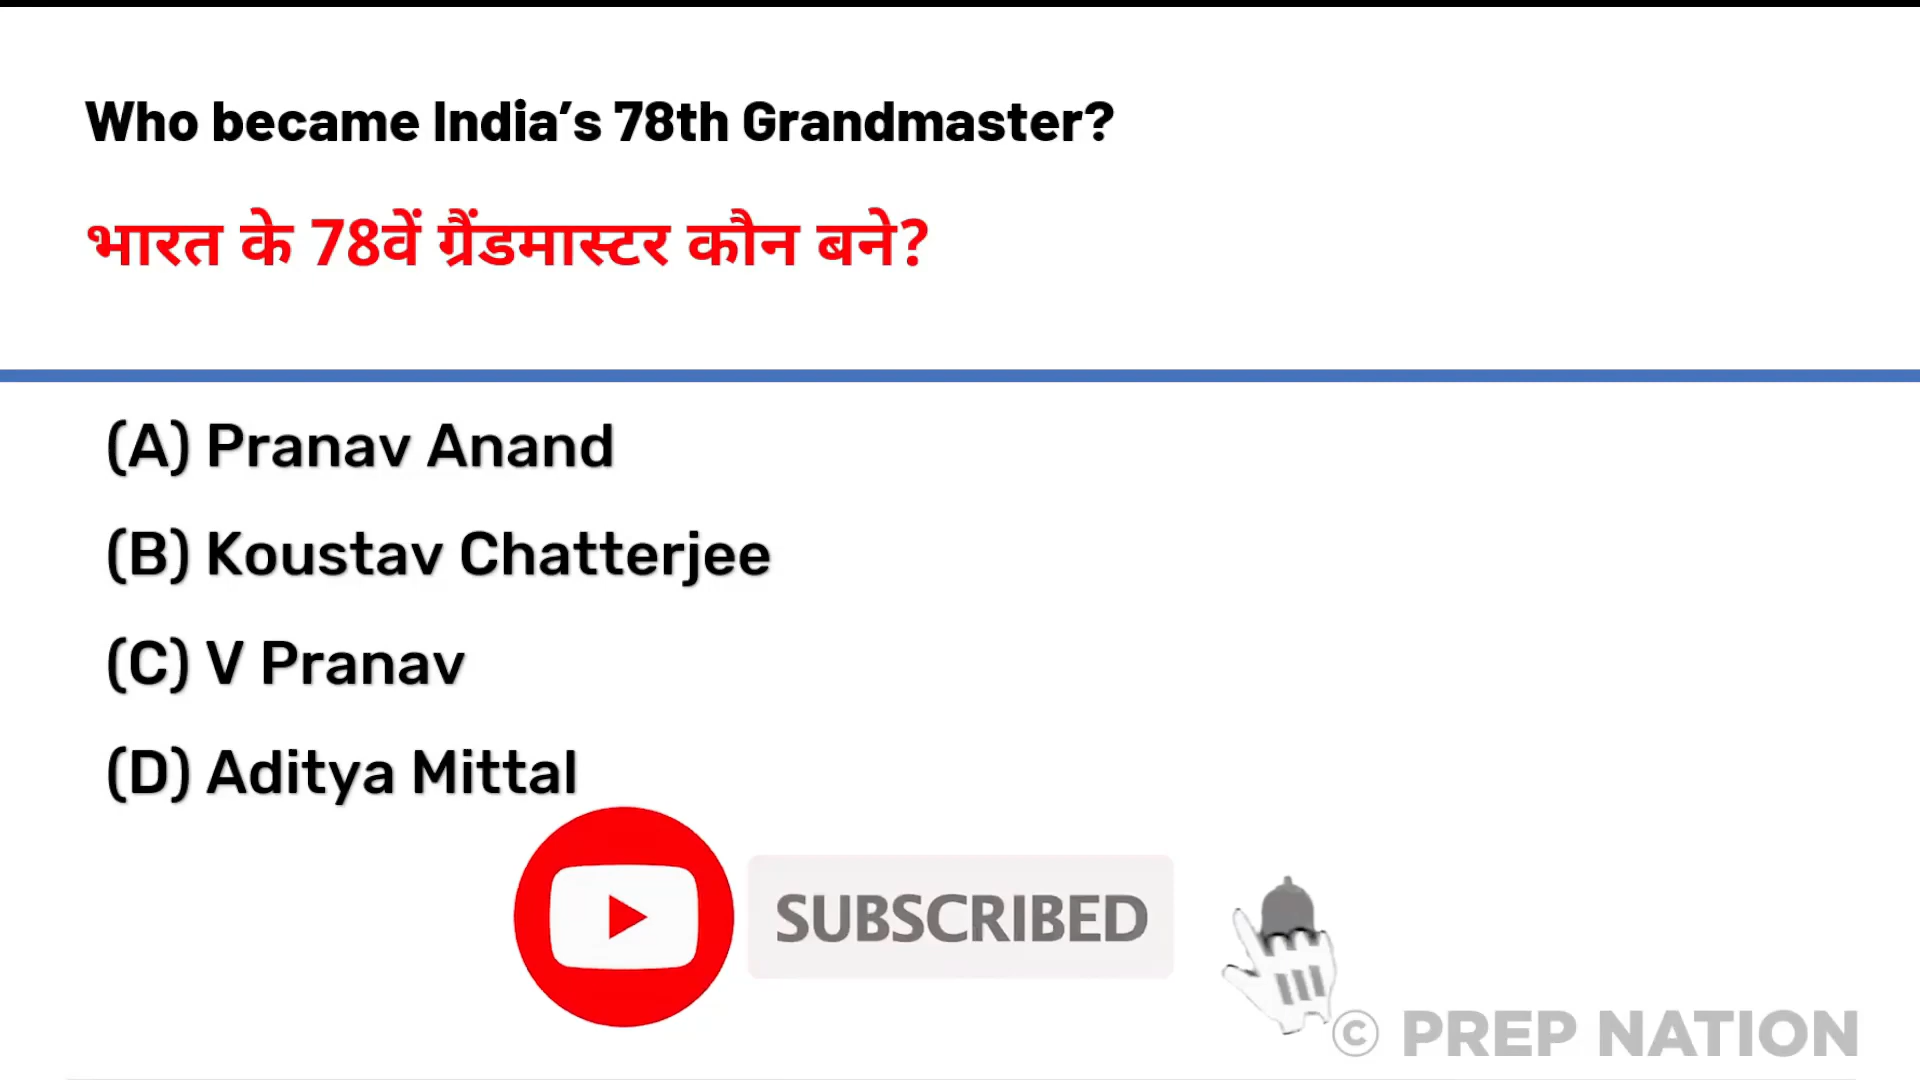 Who became India’s 78th Grandmaster?
भारत के 78वें ग्रैंडमास्टर कौन बने?
(A) Pranav Anand
(B) Koustav Chatterjee
(C) V Pranav
(D) Aditya Mittal
SUBSCRIBED
© PREP NATION